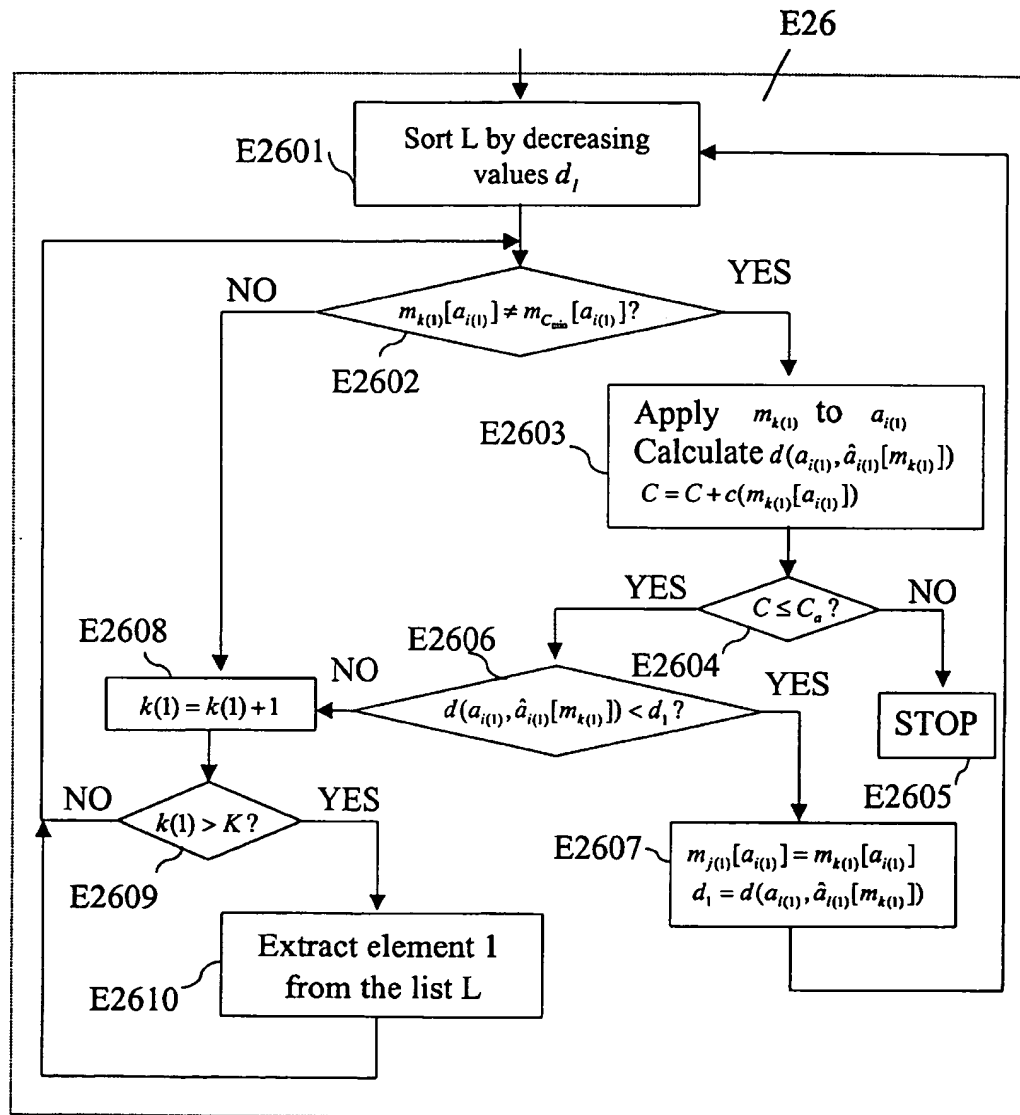 E26
E2601
Sort L by decreasing
values d_l
NO
YES
m_{k(1)}[a_{i(1)}] ≠ m_{C_{min}}[a_{i(1)}]?
E2602
E2603
Apply m_{k(1)} to a_{i(1)}
Calculate d(a_{i(1)}, â_{i(1)}[m_{k(1)}])
C = C + c(m_{k(1)}[a_{i(1)}])
YES
NO
C ≤ C_a?
E2604
E2608
E2606
NO
YES
k(1) = k(1) + 1
d(a_{i(1)}, â_{i(1)}[m_{k(1)}]) < d_1?
STOP
E2605
NO
YES
k(1) > K?
E2609
E2607
m_{j(1)}[a_{i(1)}] = m_{k(1)}[a_{i(1)}]
d_1 = d(a_{i(1)}, â_{i(1)}[m_{k(1)}])
Extract element 1
from the list L
E2610